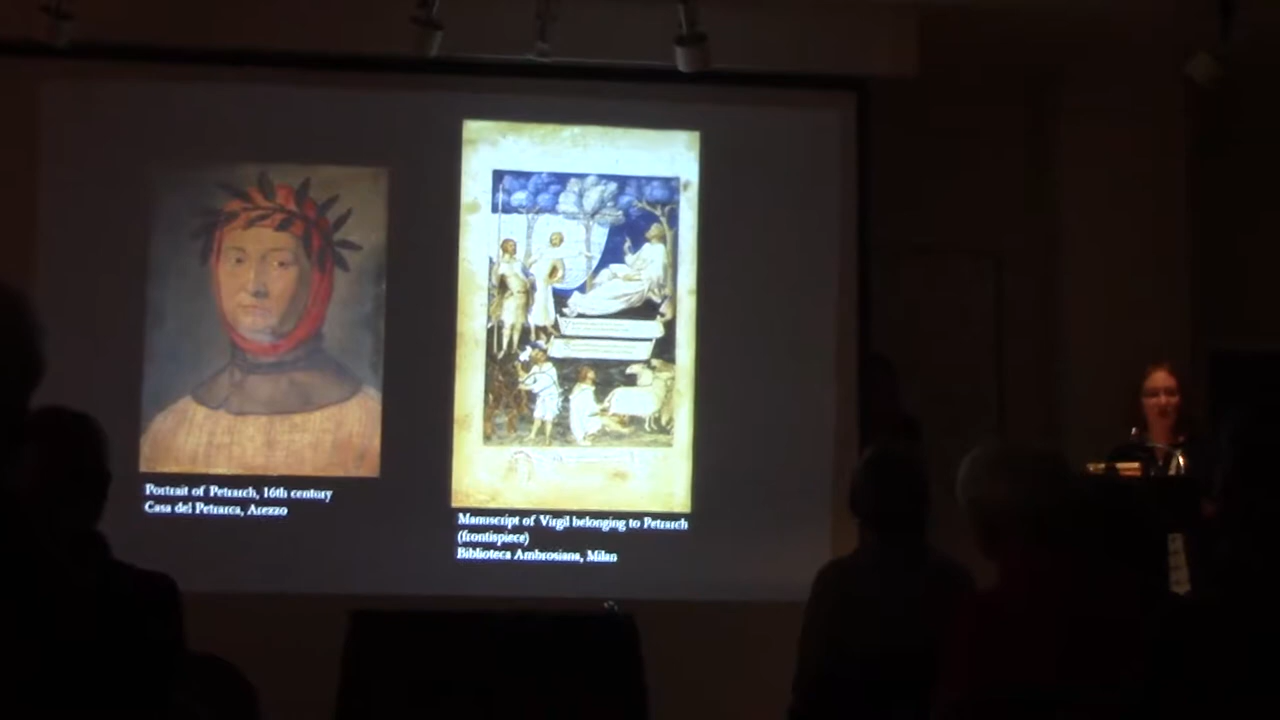 Portrait of Petrarch, 16th century
Casa del Petrarca, Arezzo
Manuscript of Virgil belonging to Petrarch
(frontispiece)
Biblioteca Ambrosiana, Milan